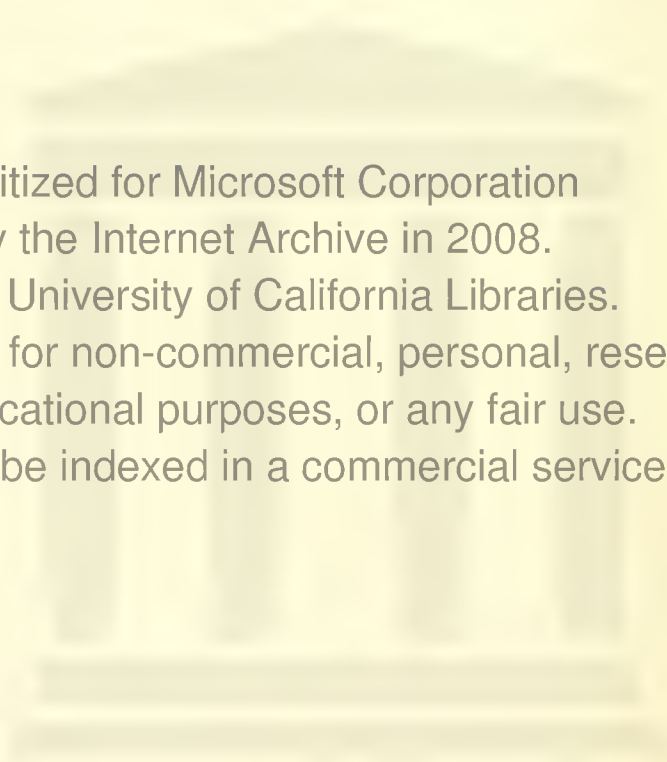 itized for Microsoft Corporation
y the Internet Archive in 2008.
University of California Libraries.
for non-commercial, personal, rese
cational purposes, or any fair use.
be indexed in a commercial service